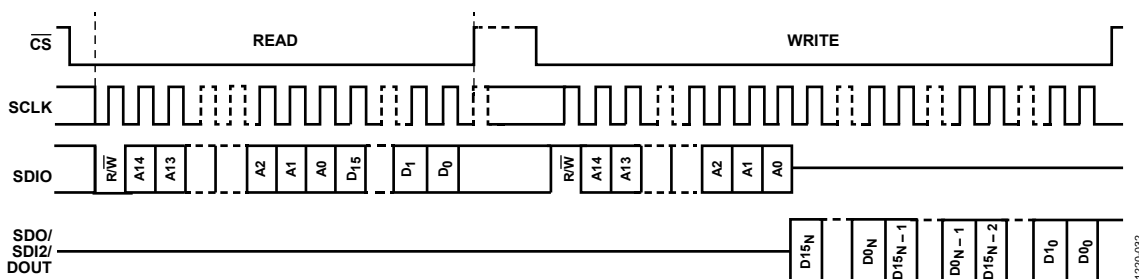 CS READ WRITE
SCLK
SDIO R/W A14 A13 A2 A1 A0 D15 D1 D0 R/W A14 A13 A2 A1 A0
SDO/
SDI2/
DOUT
D15N D0N D15N – 1 D0N – 1 D15N – 2 D10 D00